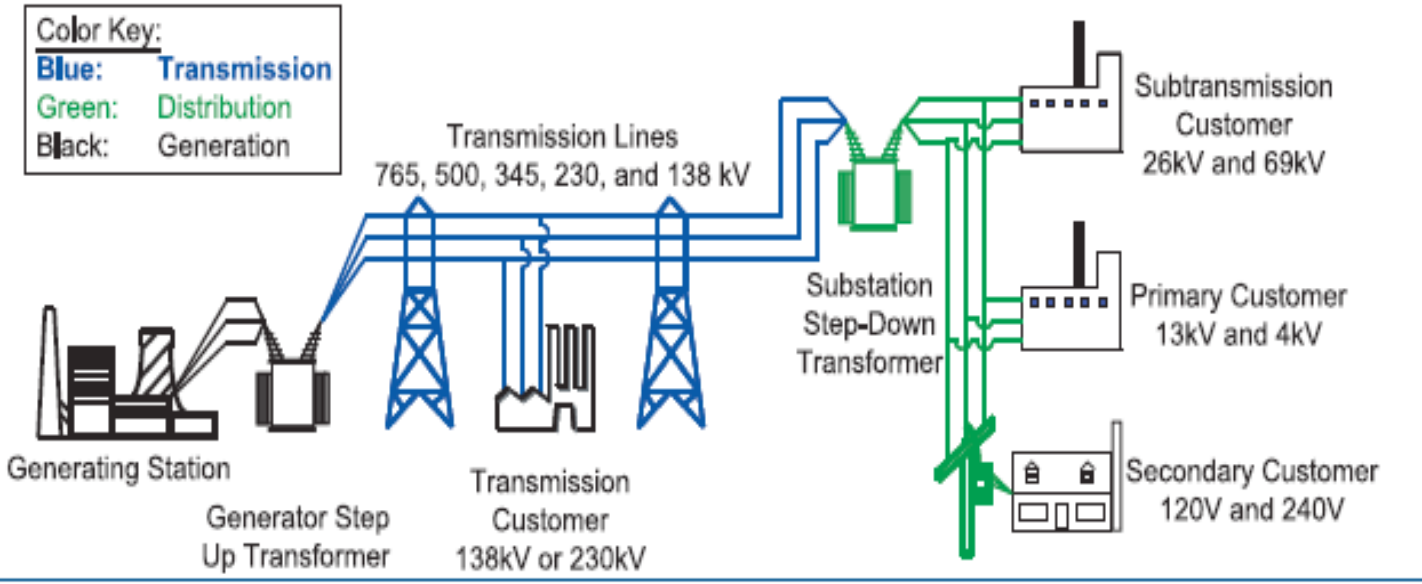 Color Key:
Blue: Transmission
Green: Distribution
Black: Generation
Transmission Lines
765, 500, 345, 230, and 138 kV
Subtransmission
Customer
26kV and 69kV
Substation
Step-Down
Transformer
Primary Customer
13kV and 4kV
Generating Station
Generator Step
Up Transformer
Transmission
Customer
138kV or 230kV
Secondary Customer
120V and 240V